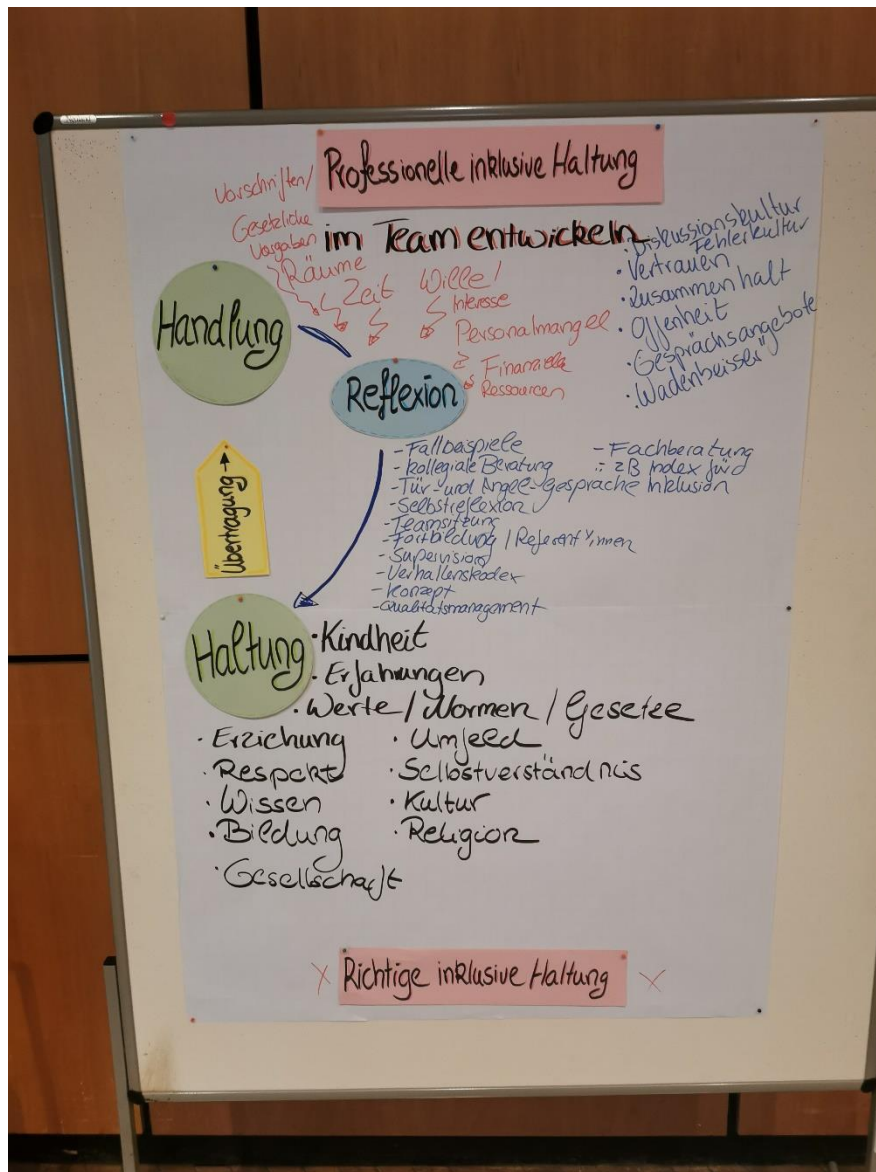 Professionelle inklusive Haltung
im Team entwickeln
Vorschriften/
Gesetzliche
Vorgaben
Räume
Zeit
Wille!
Interesse
Personalmangel
Finanzielle
Ressourcen
• Diskussionskultur
Fehlerkultur
• Vertrauen
• Zusammenhalt
• Offenheit
• Gesprächsangebote
• "Wadenbeisser"
Handlung
Reflexion
- Fallbeispiele
- kollegiale Beratung
- Tür- und Angel-Gespräche
- Selbstreflexion
- Teamsitzung
- Fortbildung / Referent*innen
- Supervision
- Verhaltenskodex
- Konzept
- Qualitätsmanagement
- Fachberatung
zB Index für
Inklusion
Übertragung →
Haltung
• Kindheit
• Erfahrungen
• Werte / Normen / Gesetze
• Erziehung
• Respekt
• Wissen
• Bildung
• Gesellschaft
• Umfeld
• Selbstverständnis
• Kultur
• Religion
x Richtige inklusive Haltung x